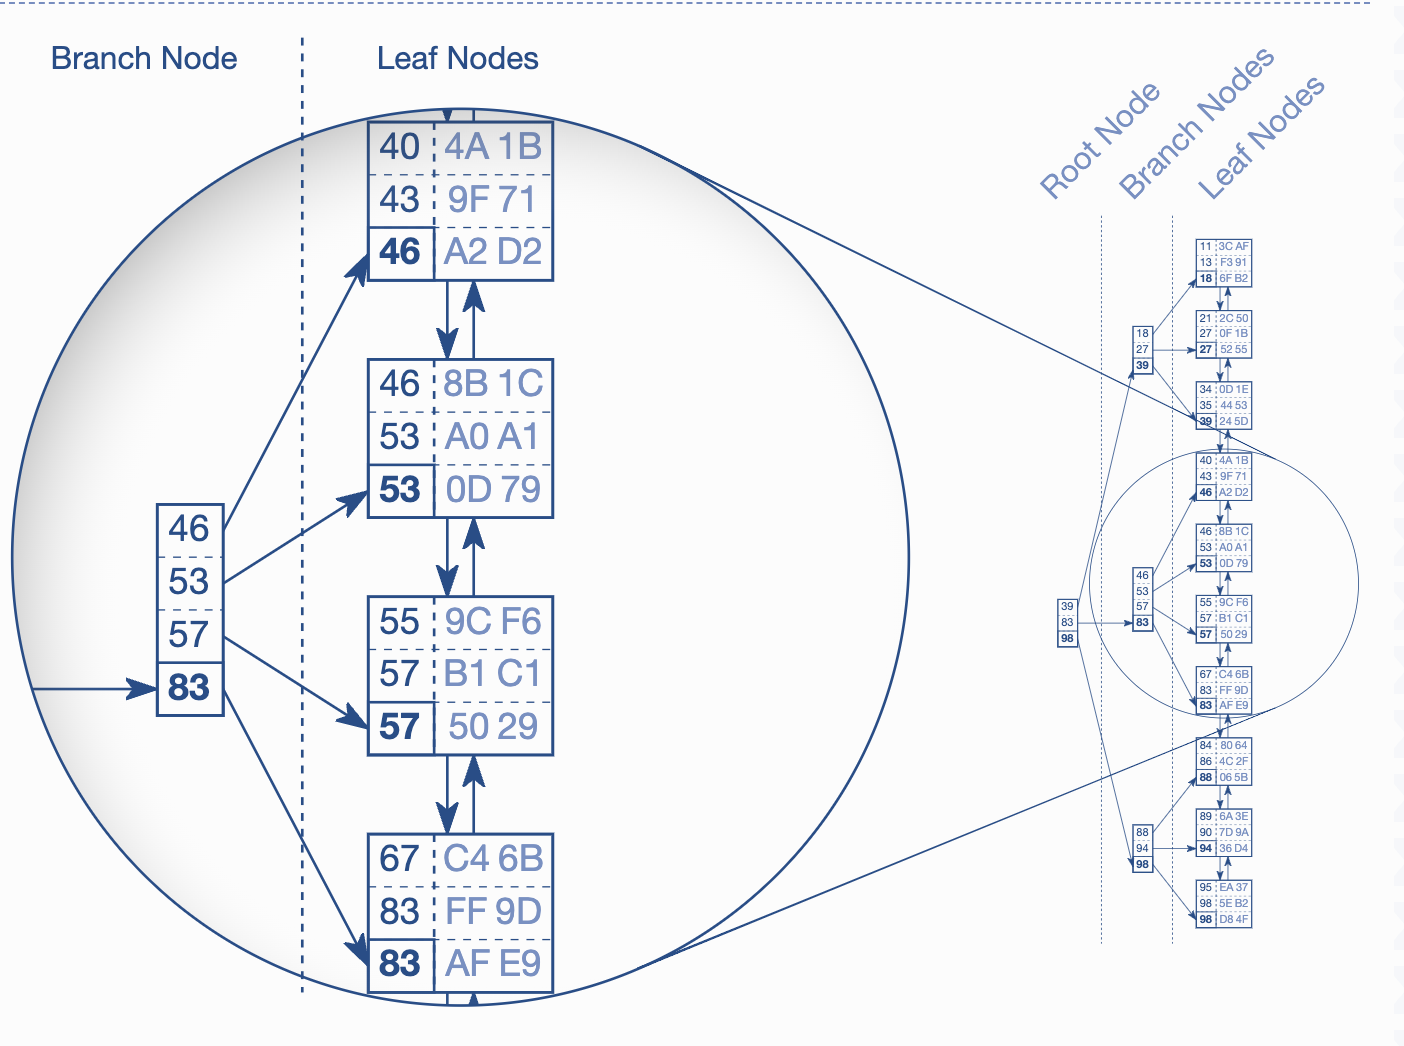 Branch Node
Leaf Nodes
40 4A 1B
43 9F 71
46 A2 D2
46 8B 1C
53 A0 A1
53 0D 79
46
53
57
83
55 9C F6
57 B1 C1
57 50 29
67 C4 6B
83 FF 9D
83 AF E9
Root Node
Branch Nodes
Leaf Nodes
39
83
98
18
27
39
46
53
57
83
88
94
98
11 3C AF
13 F3 91
18 6F B2
21 2C 50
27 0F 1B
27 52 55
34 0D 1E
35 44 53
39 24 5D
40 4A 1B
43 9F 71
46 A2 D2
46 8B 1C
53 A0 A1
53 0D 79
55 9C F6
57 B1 C1
57 50 29
67 C4 6B
83 FF 9D
83 AF E9
84 80 64
86 4C 2F
88 06 5B
89 6A 3E
90 7D 9A
94 36 D4
95 EA 37
98 5E B2
98 D8 4F